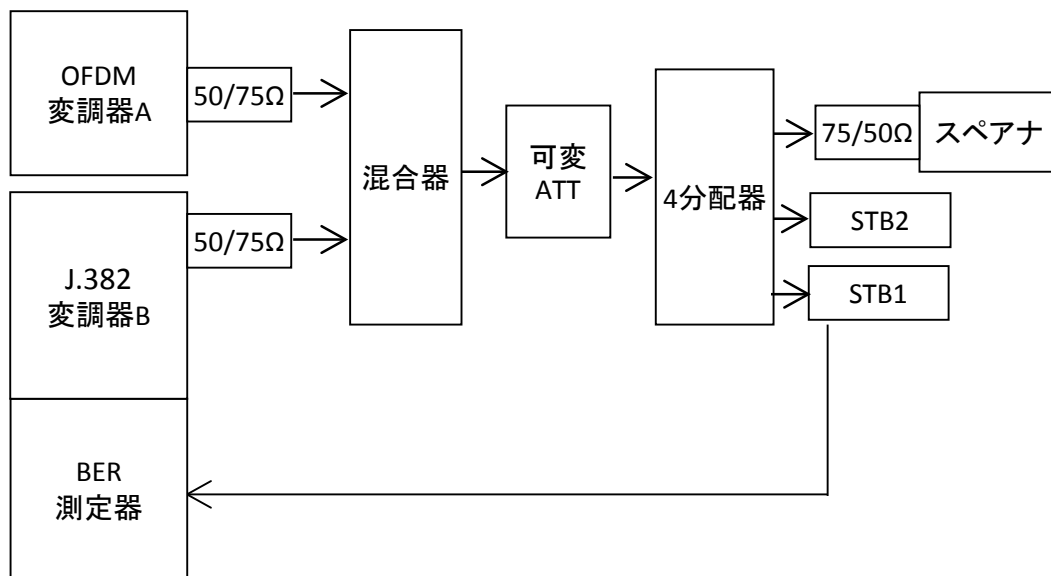 OFDM
変調器A
50/75Ω
J.382
変調器B
50/75Ω
BER
測定器
混合器
可変
ATT
4分配器
75/50Ω
スペアナ
STB2
STB1